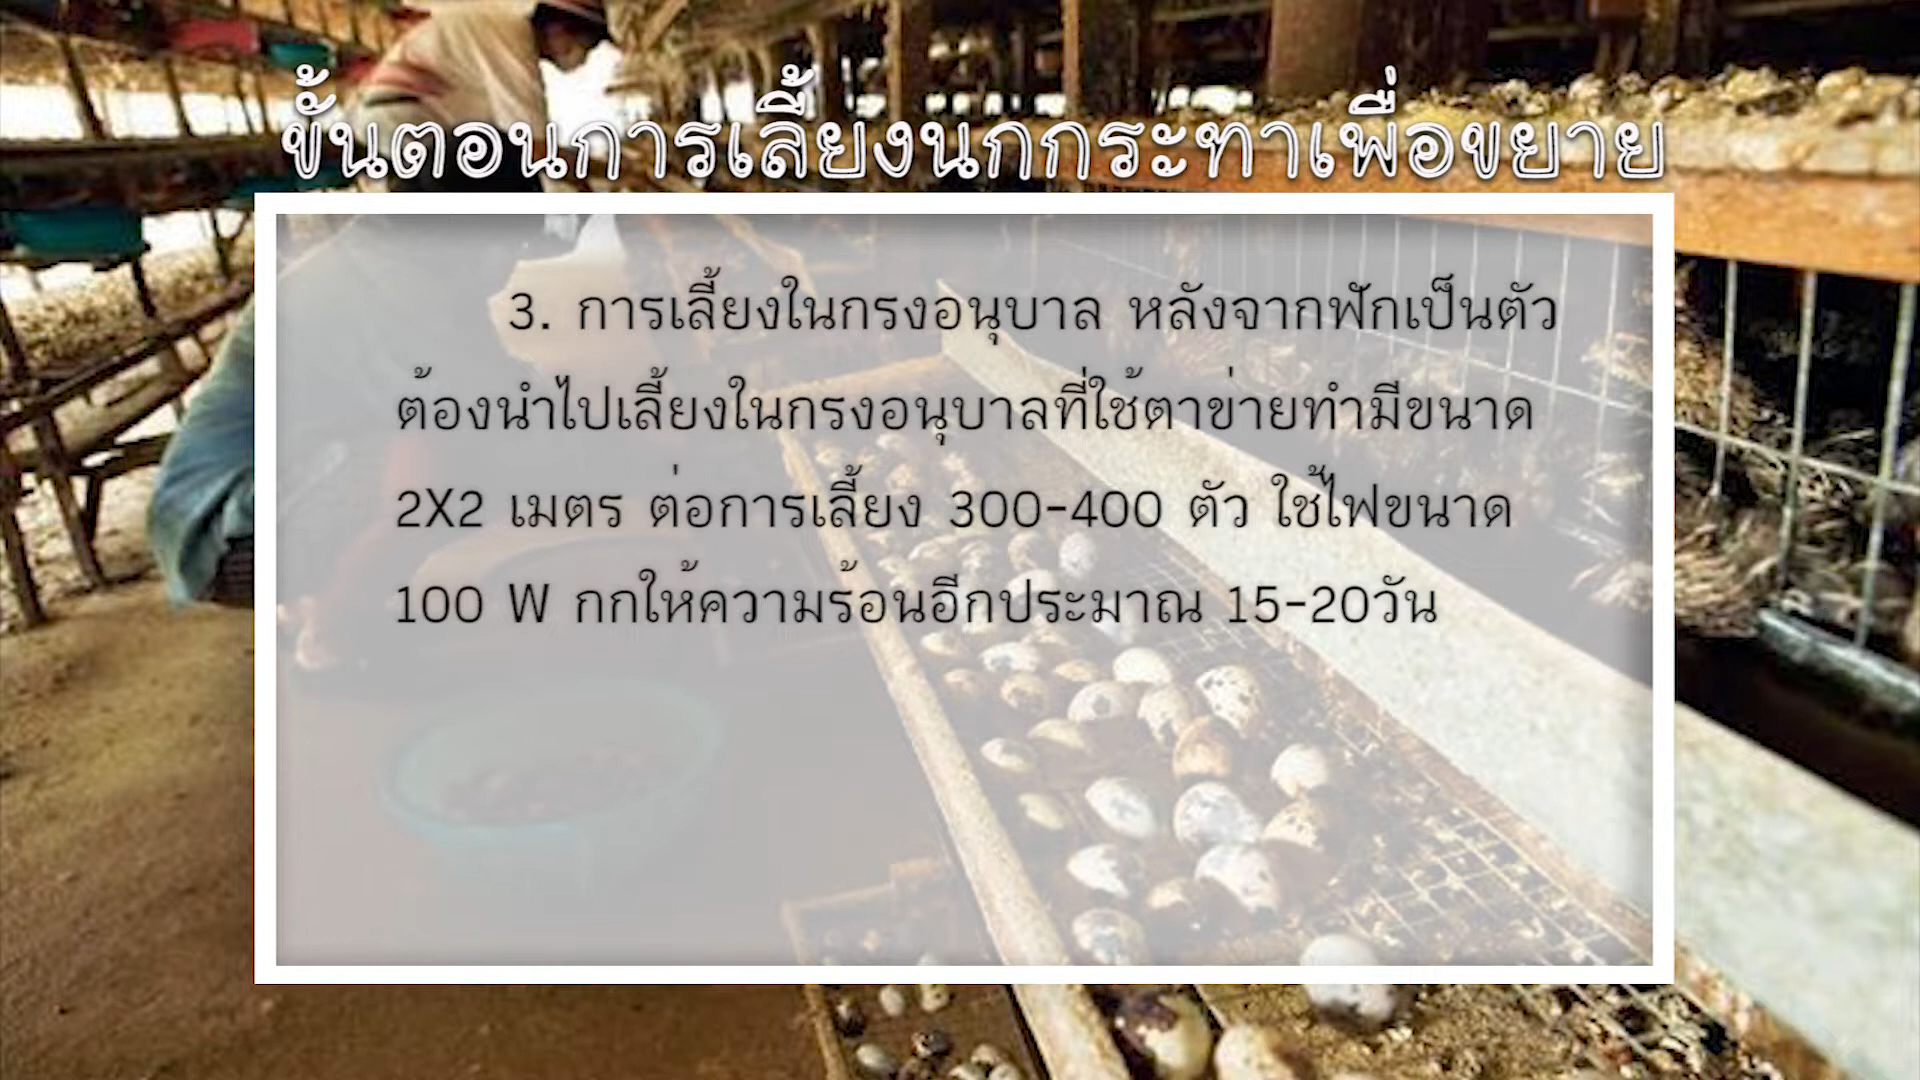 ขั้นตอนการเลี้ยงนกกระทาเพื่อขยาย
3. การเลี้ยงในกรงอนุบาล หลังจากฟักเป็นตัว
ต้องนำไปเลี้ยงในกรงอนุบาลที่ใช้ตาข่ายทำมีขนาด
2X2 เมตร ต่อการเลี้ยง 300-400 ตัว ใช้ไฟขนาด
100 W กกให้ความร้อนอีกประมาณ 15-20วัน